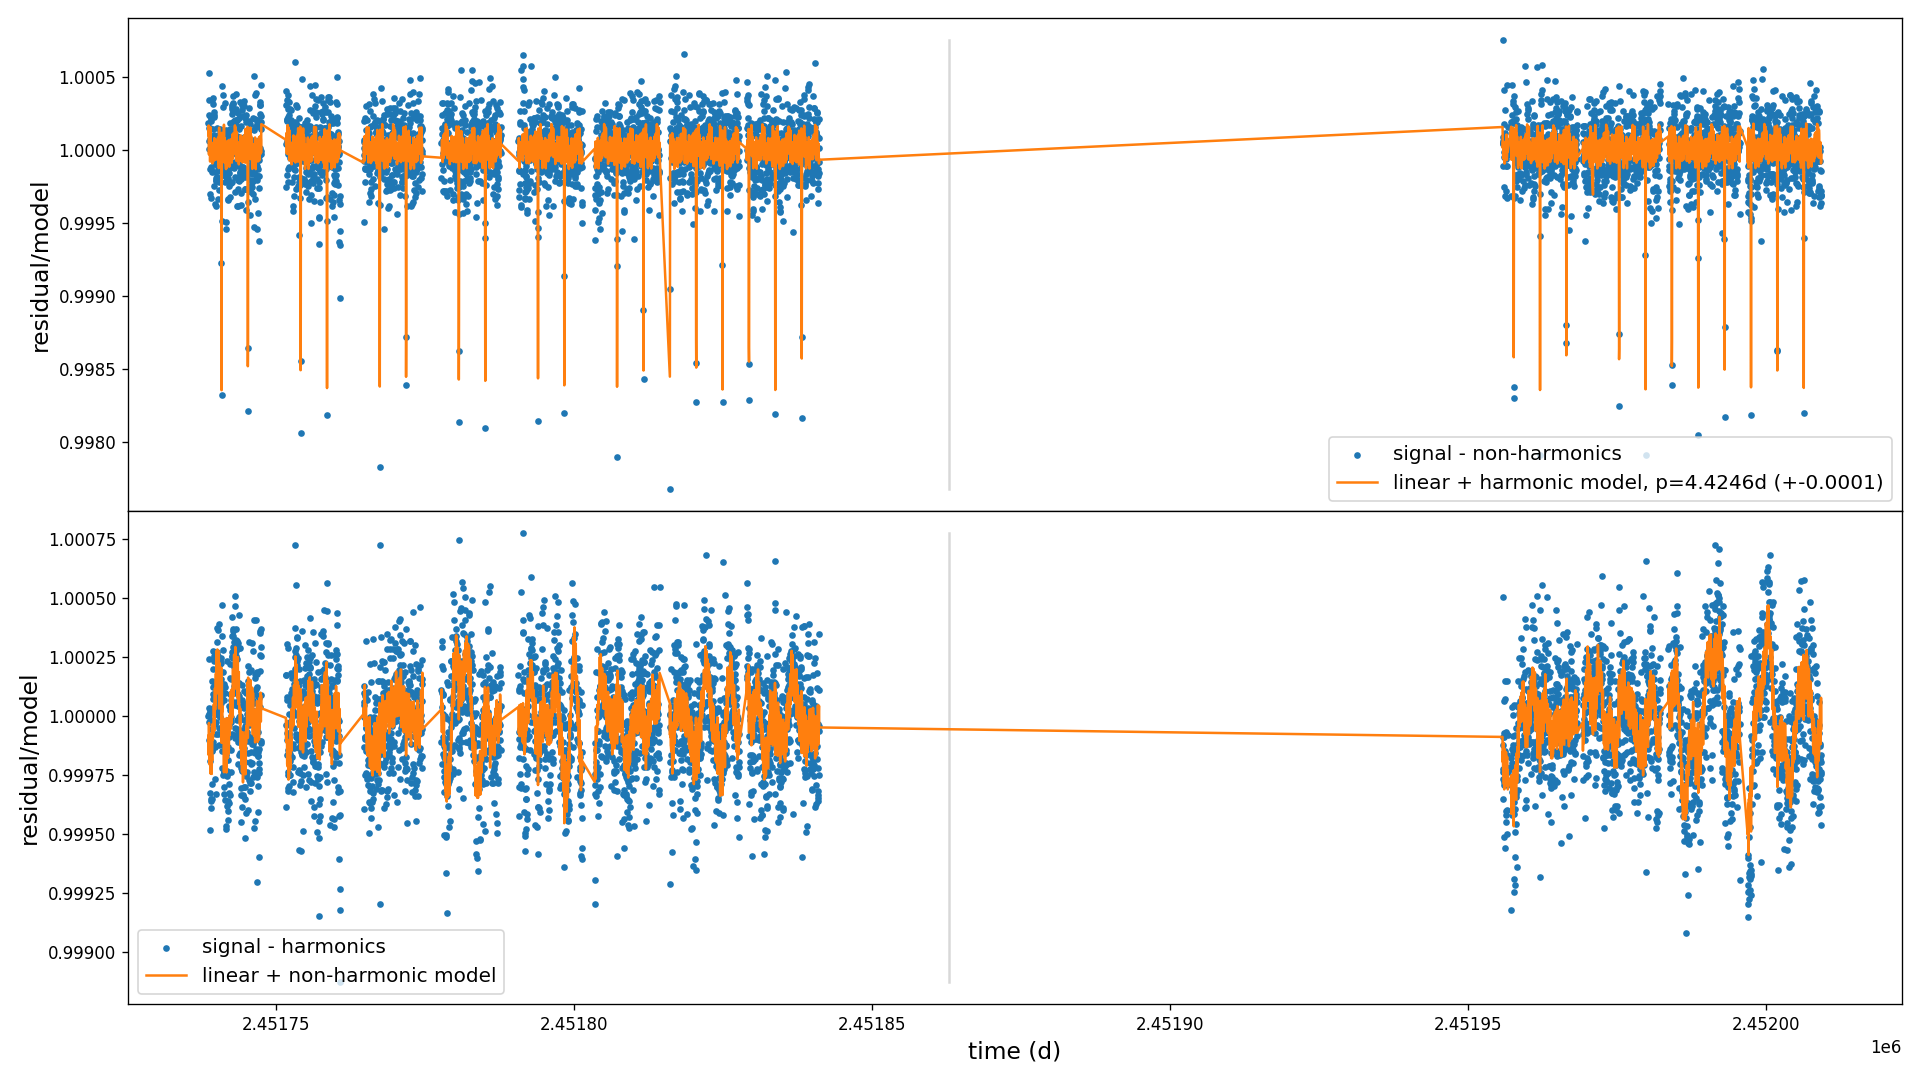 1.0005
1.0000
0.9995
0.9990
0.9985
0.9980
residual/model
signal - non-harmonics
linear + harmonic model, p=4.4246d (+-0.0001)
1.00075
1.00050
1.00025
1.00000
0.99975
0.99950
0.99925
0.99900
residual/model
signal - harmonics
linear + non-harmonic model
2.45175 2.45180 2.45185 2.45190 2.45195 2.45200
1e6
time (d)